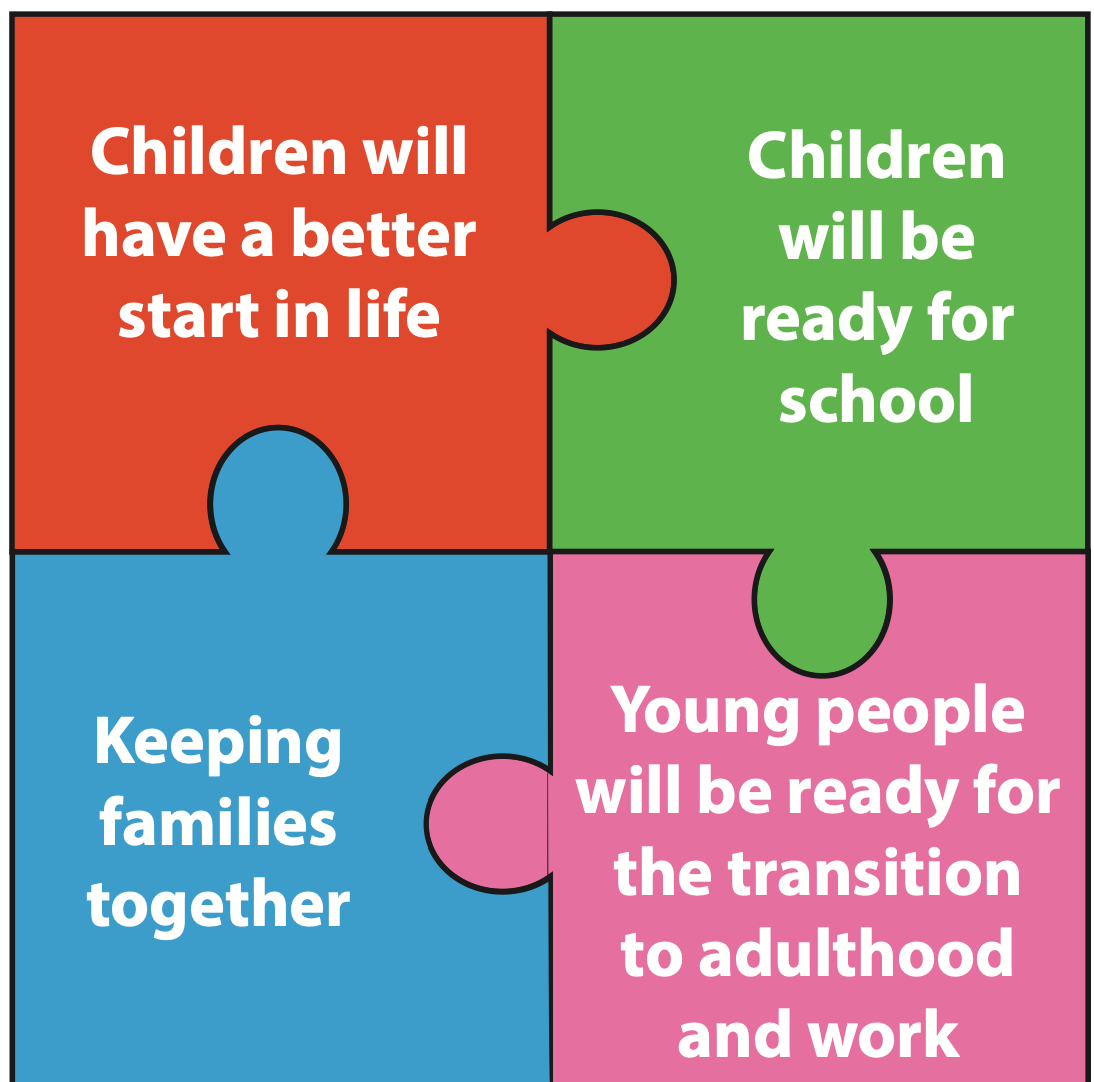 Children will
have a better
start in life
Children
will be
ready for
school
Keeping
families
together
Young people
will be ready for
the transition
to adulthood
and work